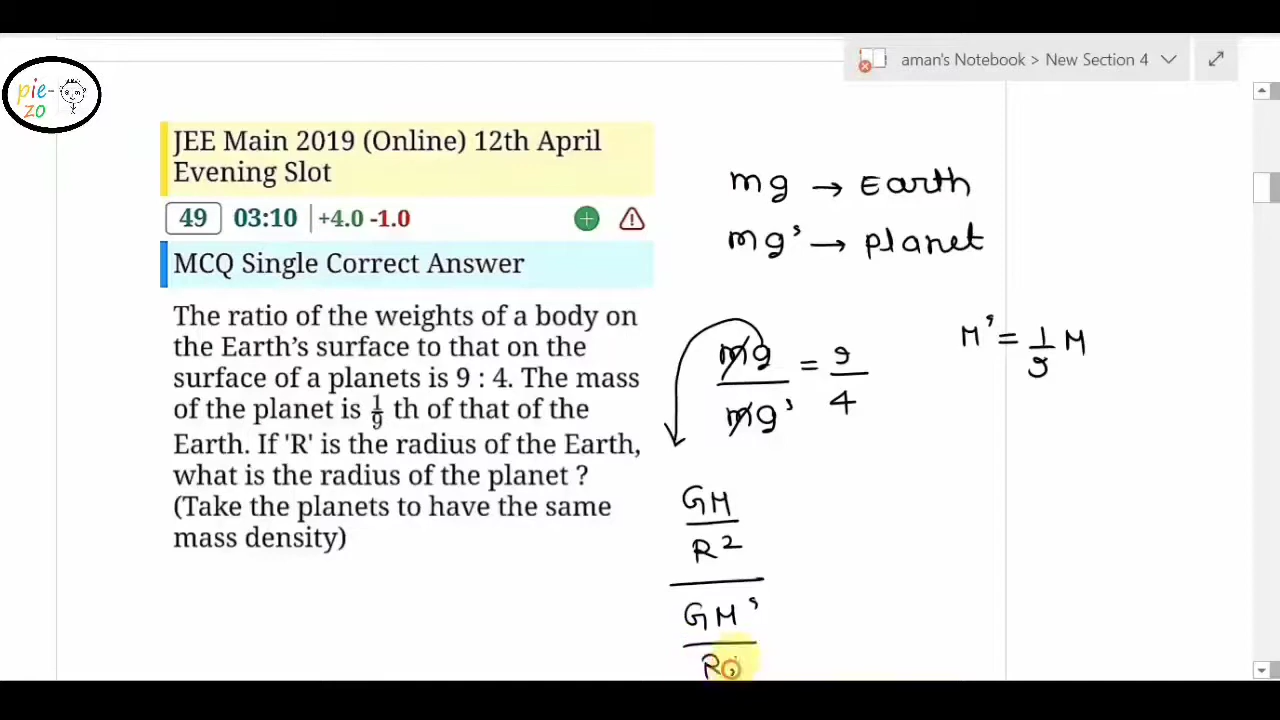 pie-
zo
aman's Notebook > New Section 4
JEE Main 2019 (Online) 12th April
Evening Slot
49 03:10 +4.0 -1.0
MCQ Single Correct Answer
The ratio of the weights of a body on
the Earth’s surface to that on the
surface of a planets is 9 : 4. The mass
of the planet is 1/9 th of that of the
Earth. If 'R' is the radius of the Earth,
what is the radius of the planet ?
(Take the planets to have the same
mass density)
mg → Earth
mg' → planet
mg/mg' = 9/4
M' = 1/9 M
GM
R²
GM'
R